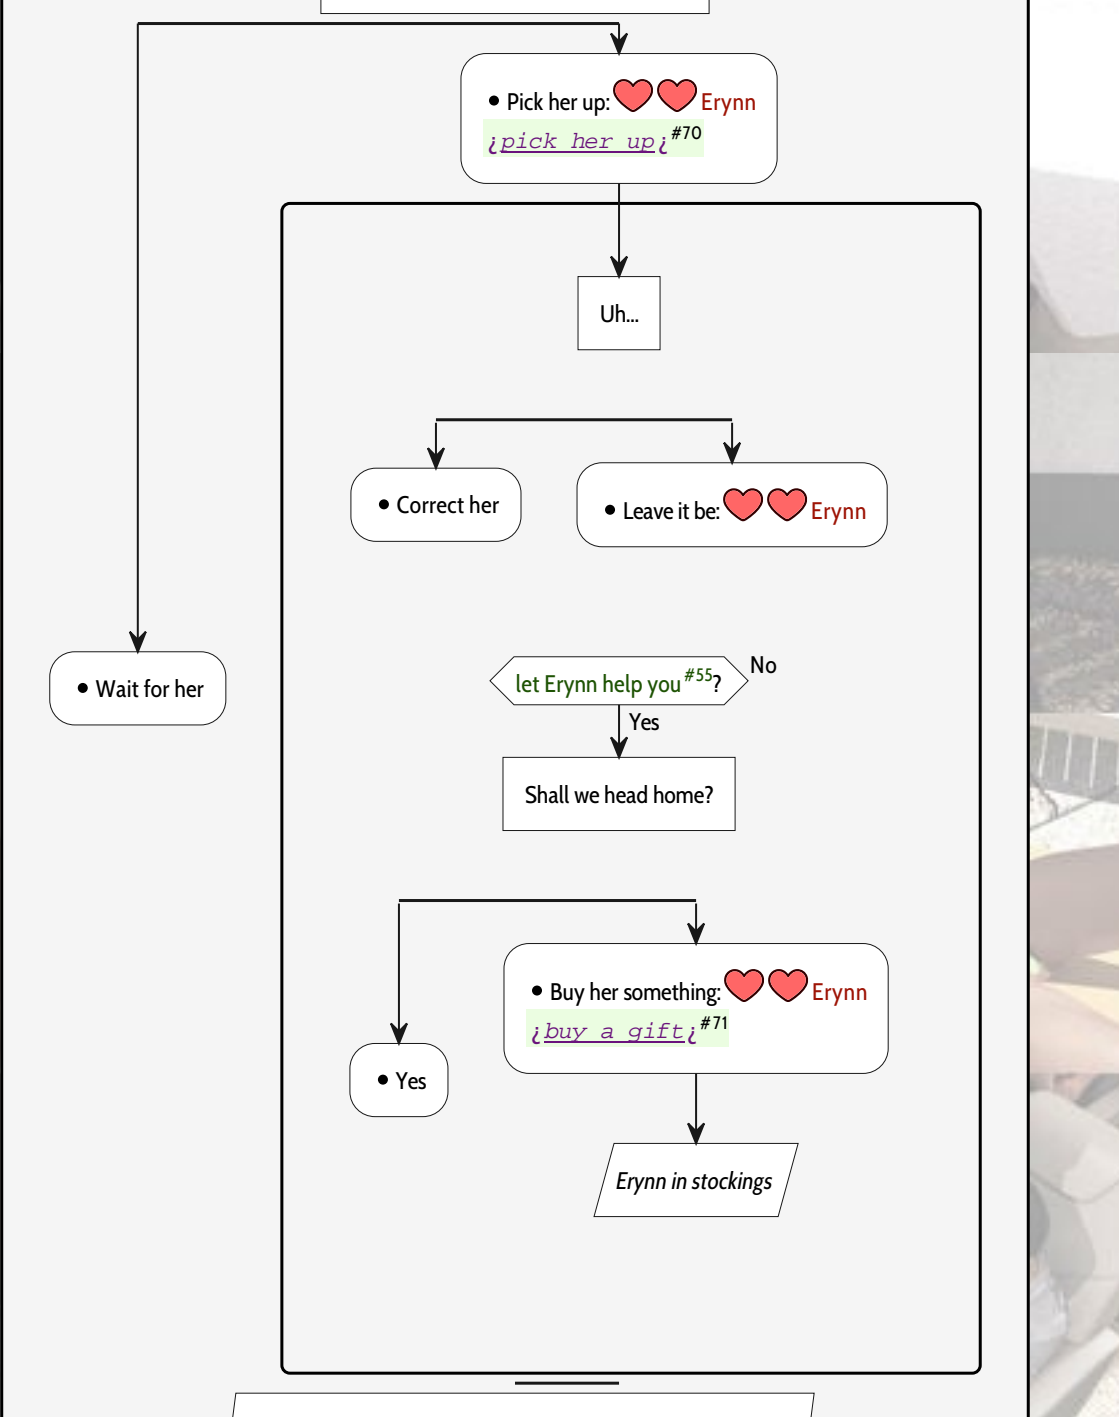 • Pick her up: Erynn
¿pick her up¿#70
Uh...
• Correct her
• Leave it be: Erynn
• Wait for her
let Erynn help you#55?
No
Yes
Shall we head home?
• Buy her something: Erynn
¿buy a gift¿#71
• Yes
Erynn in stockings